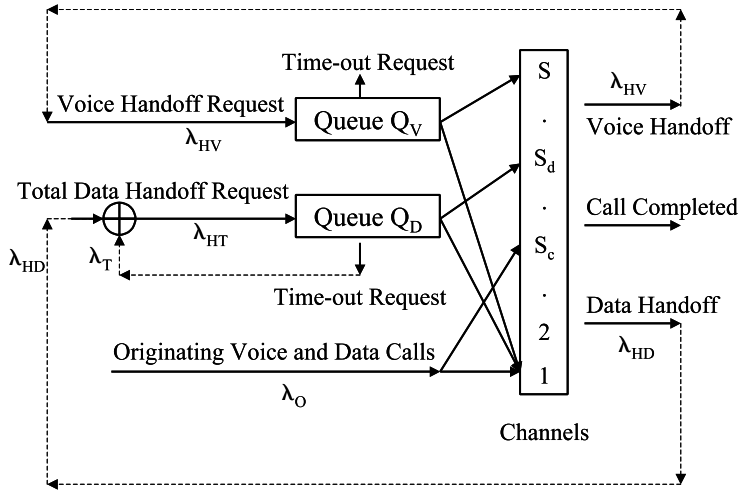 Time-out Request
Voice Handoff Request
λHV
Queue QV
Total Data Handoff Request
λHT
Queue QD
λHD
λT
Time-out Request
Originating Voice and Data Calls
λO
S
.
Sd
.
Sc
.
2
1
Channels
λHV
Voice Handoff
Call Completed
Data Handoff
λHD